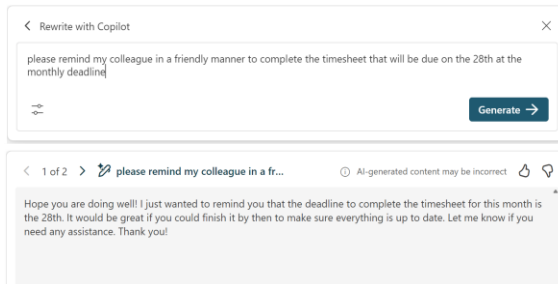 Rewrite with Copilot
please remind my colleague in a friendly manner to complete the timesheet that will be due on the 28th at the
monthly deadline
Generate
1 of 2 please remind my colleague in a fr... AI-generated content may be incorrect
Hope you are doing well! I just wanted to remind you that the deadline to complete the timesheet for this month is
the 28th. It would be great if you could finish it by then to make sure everything is up to date. Let me know if you
need any assistance. Thank you!